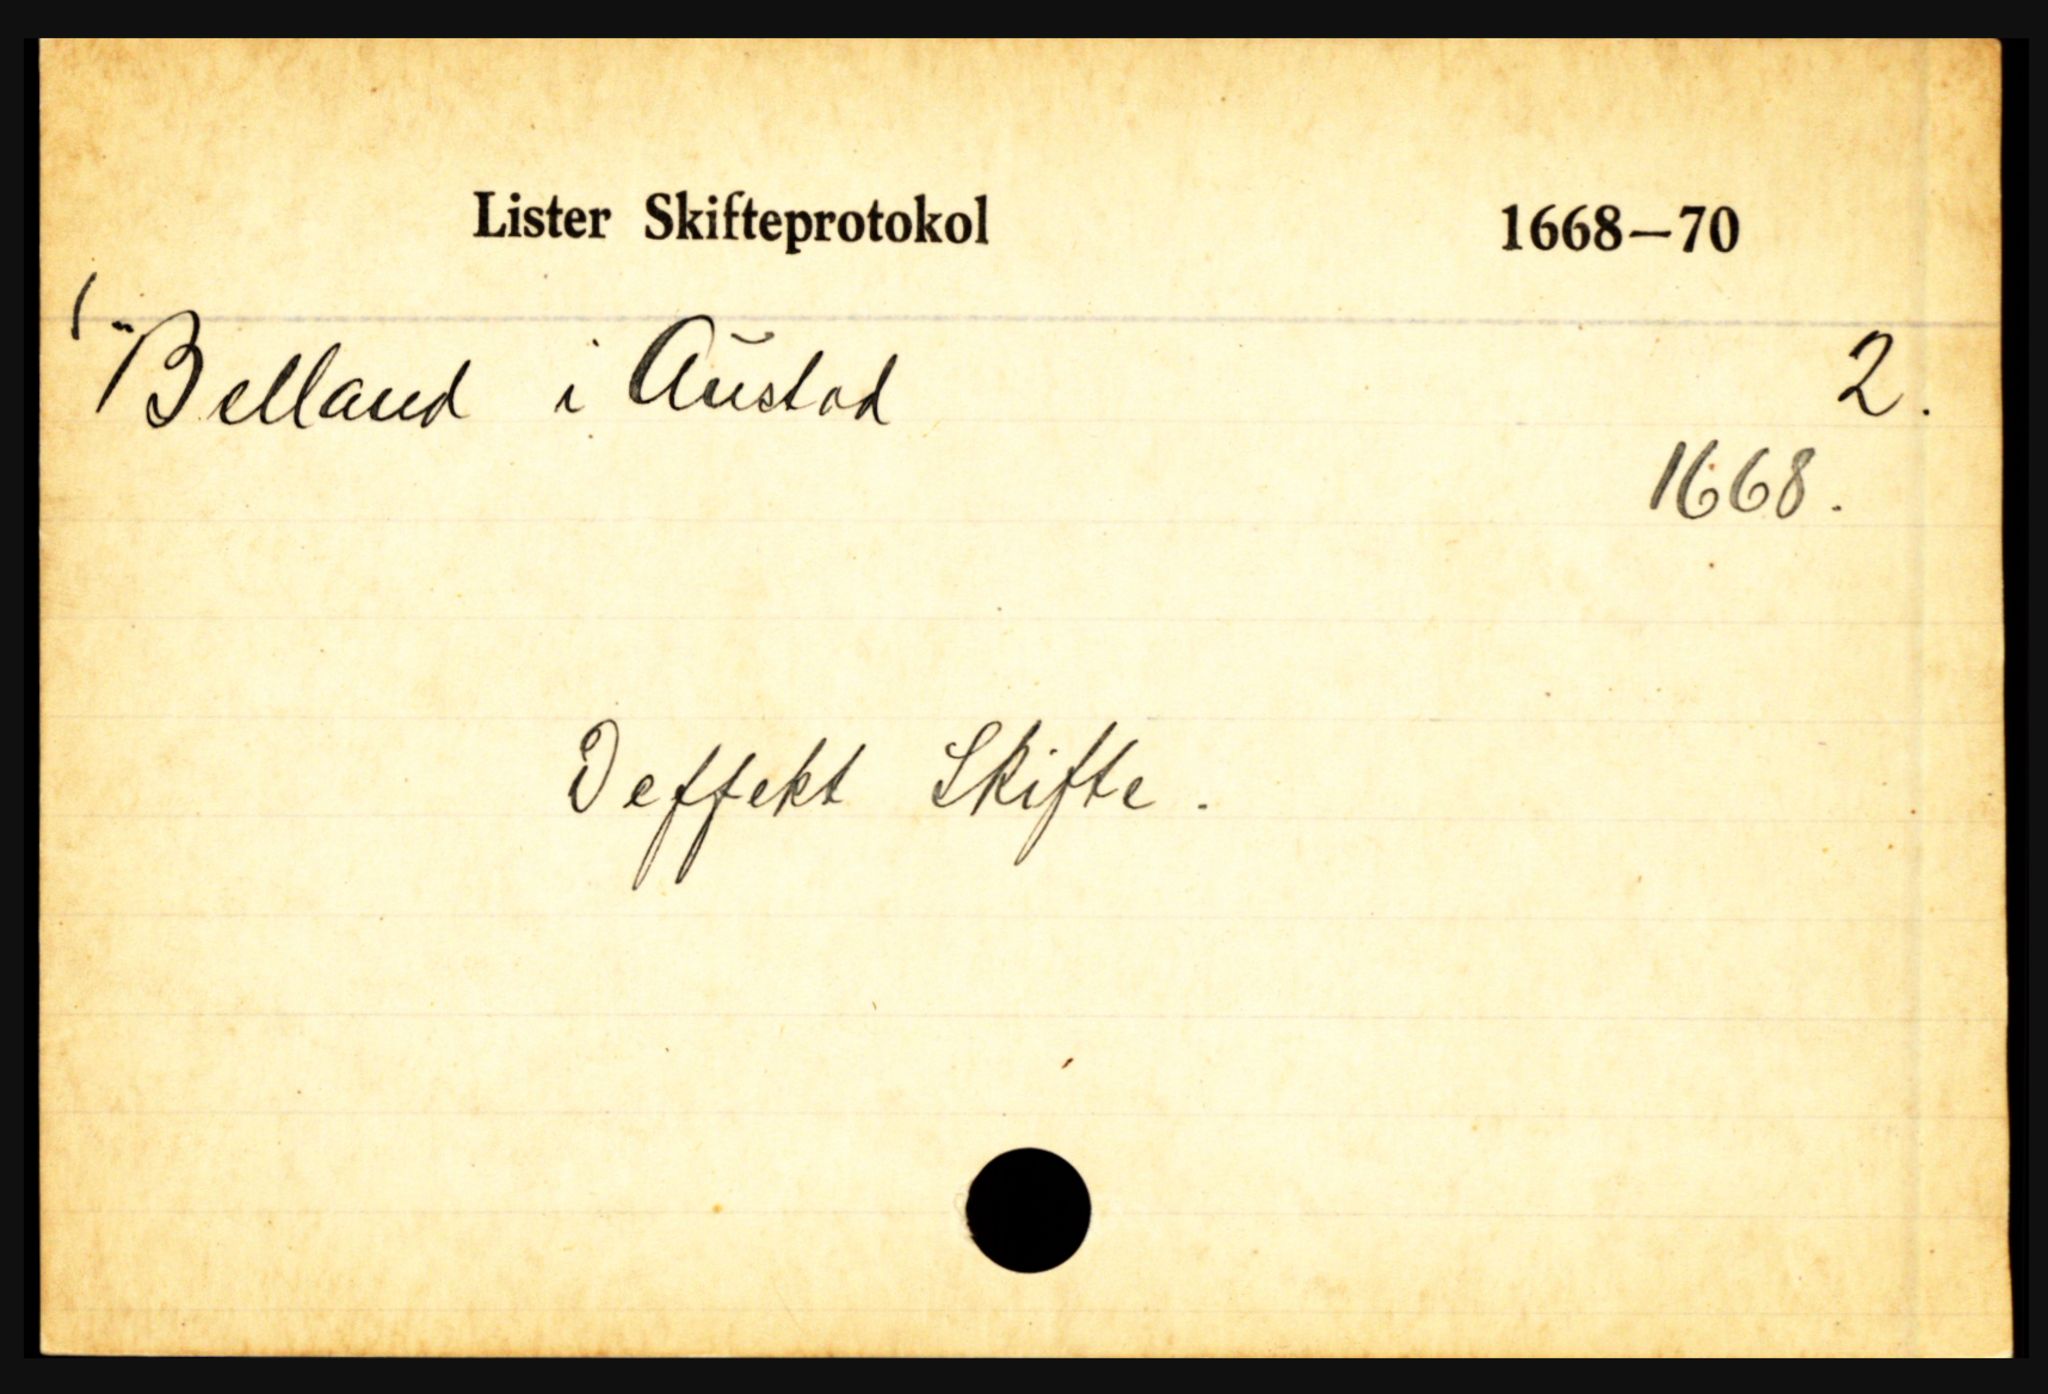 Lister Skifteprotokol 1668—70
Belland i Austad 2.
1668.
Deffekt Skifte.